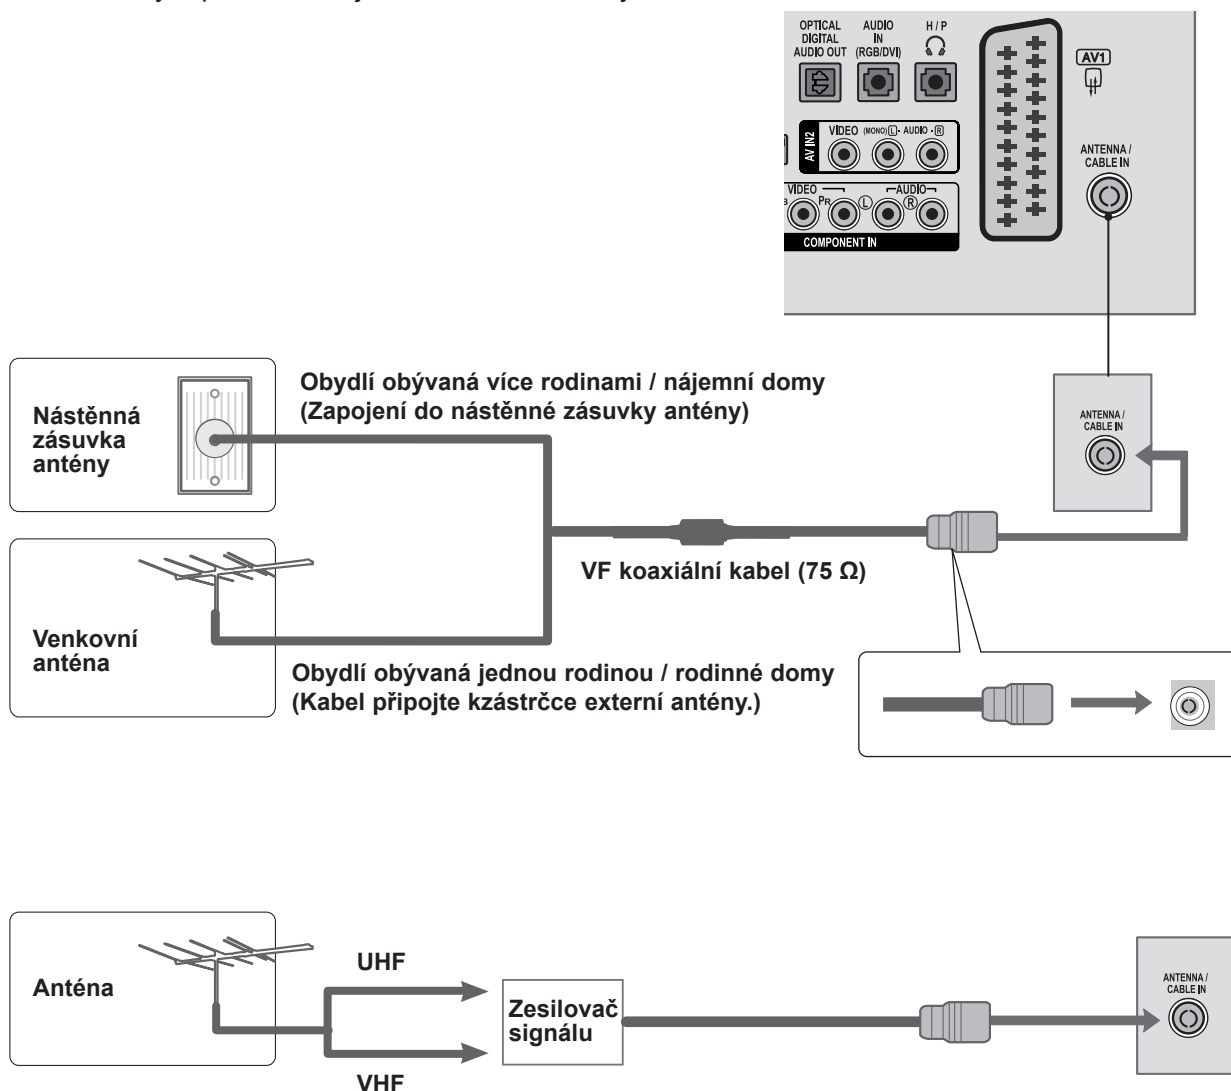 OPTICAL
DIGITAL
AUDIO OUT
AUDIO
IN
(RGB/DVI)
H / P
AV1
AV IN2
VIDEO (MONO) L - AUDIO - R
ANTENNA /
CABLE IN
VIDEO AUDIO
B PR L R
COMPONENT IN
Nástěnná
zásuvka
antény
Obydlí obývaná více rodinami / nájemní domy
(Zapojení do nástěnné zásuvky antény)
ANTENNA /
CABLE IN
VF koaxiální kabel (75 Ω)
Venkovní
anténa
Obydlí obývaná jednou rodinou / rodinné domy
(Kabel připojte kzástrčce externí antény.)
Anténa
UHF
VHF
Zesilovač
signálu
ANTENNA /
CABLE IN